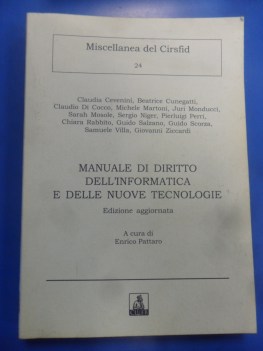 Miscellanea del Cirsfid
24
Claudia Cevenini, Beatrice Cunegatti,
Claudio Di Cocco, Michele Martoni, Juri Monducci,
Sarah Mosole, Sergio Niger, Pierluigi Perri,
Chiara Rabbito, Guido Salzano, Guido Scorza,
Samuele Villa, Giovanni Ziccardi
MANUALE DI DIRITTO
DELL'INFORMATICA
E DELLE NUOVE TECNOLOGIE
Edizione aggiornata
A cura di
Enrico Pattaro